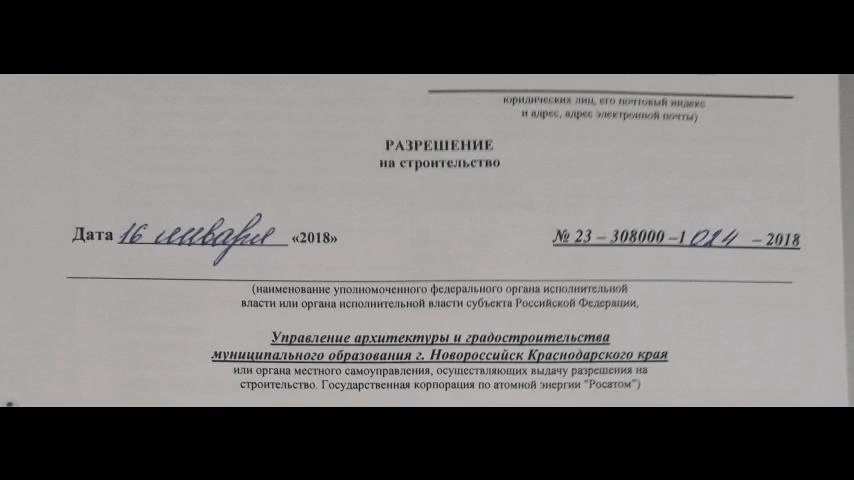 юридических лиц, его почтовый индекс
и адрес, адрес электронной почты)
РАЗРЕШЕНИЕ
на строительство
Дата 16 января «2018» № 23 – 308000 –1 024 – 2018
(наименование уполномоченного федерального органа исполнительной
власти или органа исполнительной власти субъекта Российской Федерации,
Управление архитектуры и градостроительства
муниципального образования г. Новороссийск Краснодарского края
или органа местного самоуправления, осуществляющих выдачу разрешения на
строительство. Государственная корпорация по атомной энергии "Росатом")